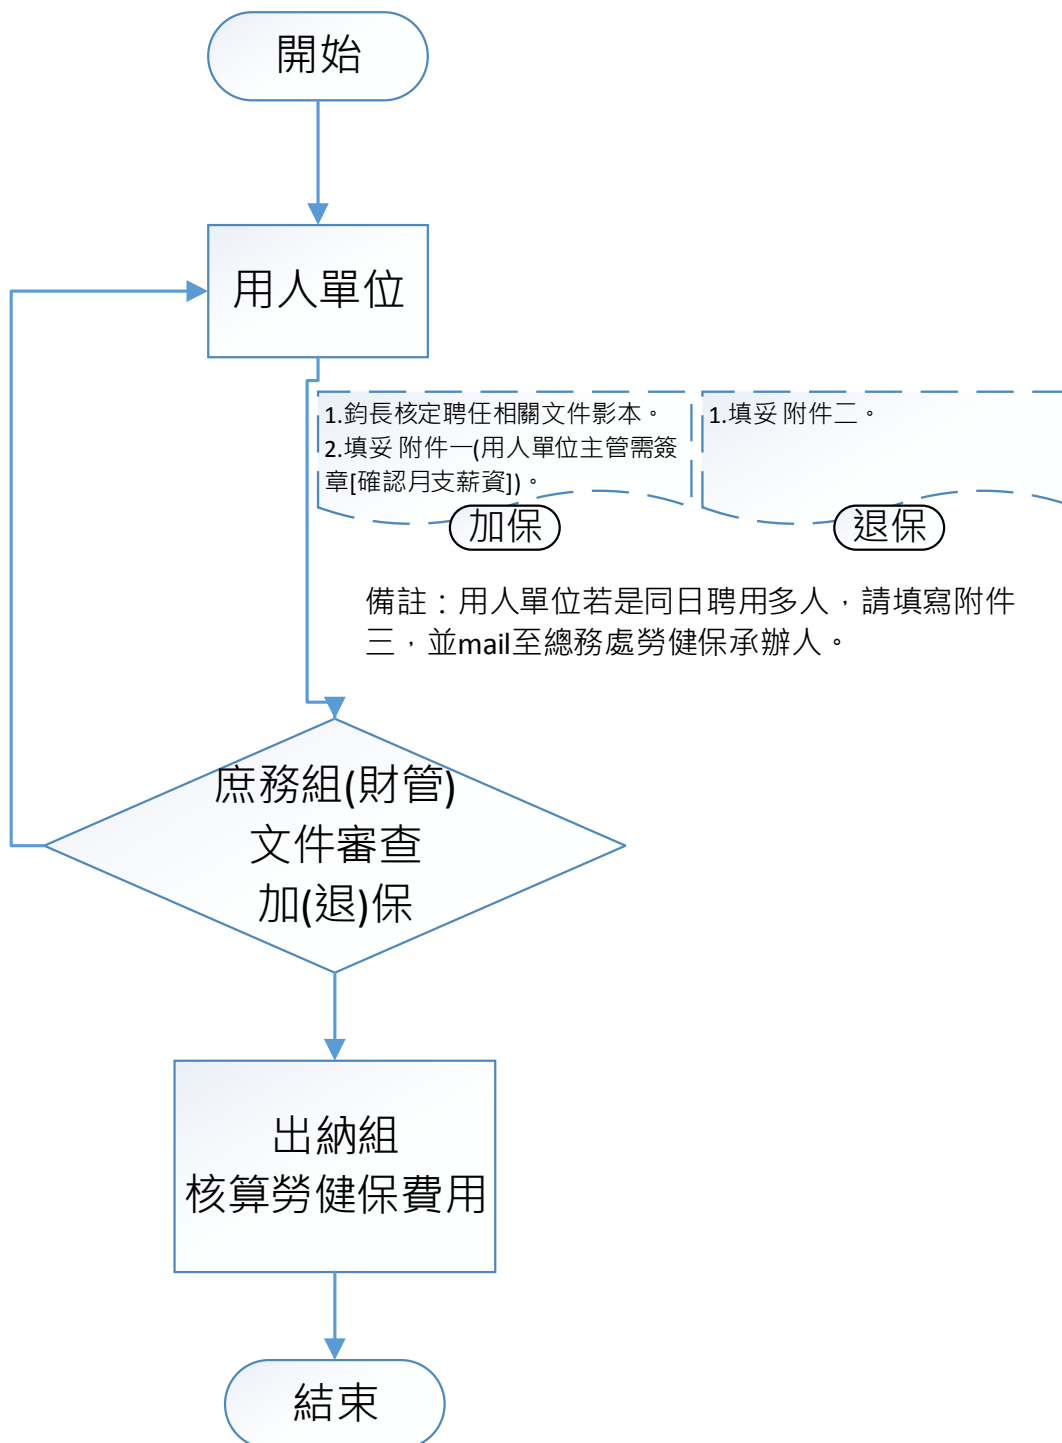 開始
用人單位
1.鈞長核定聘任相關文件影本。
2.填妥 附件一(用人單位主管需簽
章[確認月支薪資])。
加保
1.填妥 附件二。
退保
備註：用人單位若是同日聘用多人，請填寫附件
三，並mail至總務處勞健保承辦人。
庶務組(財管)
文件審查
加(退)保
出納組
核算勞健保費用
結束